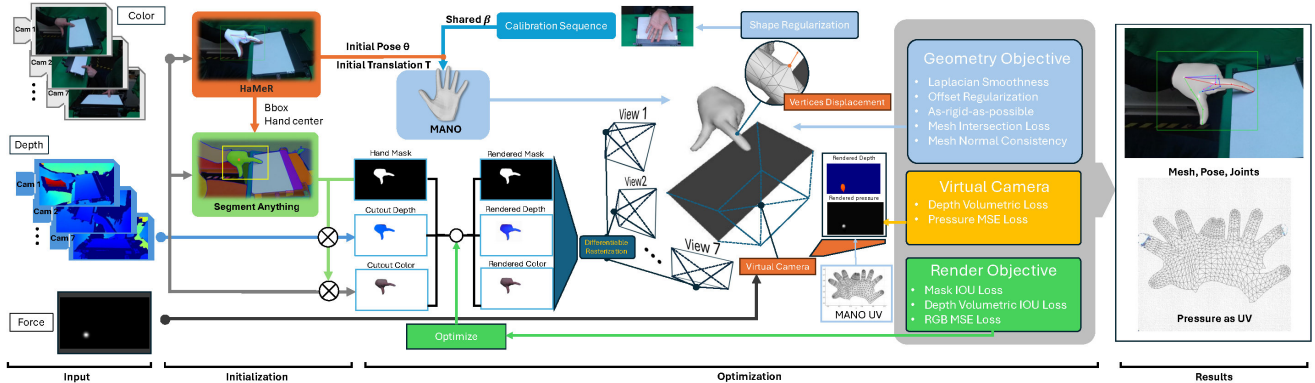 Color
Cam 1
Cam 2
Cam 7
Depth
Cam 1
Cam 2
Cam 7
Force
Input
HaMeR
Bbox
Hand center
Segment Anything
Initialization
Initial Pose θ
Initial Translation T
Shared β
Calibration Sequence
Shape Regularization
MANO
Hand Mask
Cutout Depth
Cutout Color
Rendered Mask
Rendered Depth
Rendered Color
Optimize
Differentiable
Rasterization
View 1
View2
View 7
Vertices Displacement
Virtual Camera
Rendered Depth
Rendered pressure
MANO UV
Geometry Objective
• Laplacian Smoothness
• Offset Regularization
• As-rigid-as-possible
• Mesh Intersection Loss
• Mesh Normal Consistency
Virtual Camera
• Depth Volumetric Loss
• Pressure MSE Loss
Render Objective
• Mask IOU Loss
• Depth Volumetric IOU Loss
• RGB MSE Loss
Optimization
Mesh, Pose, Joints
Pressure as UV
Results